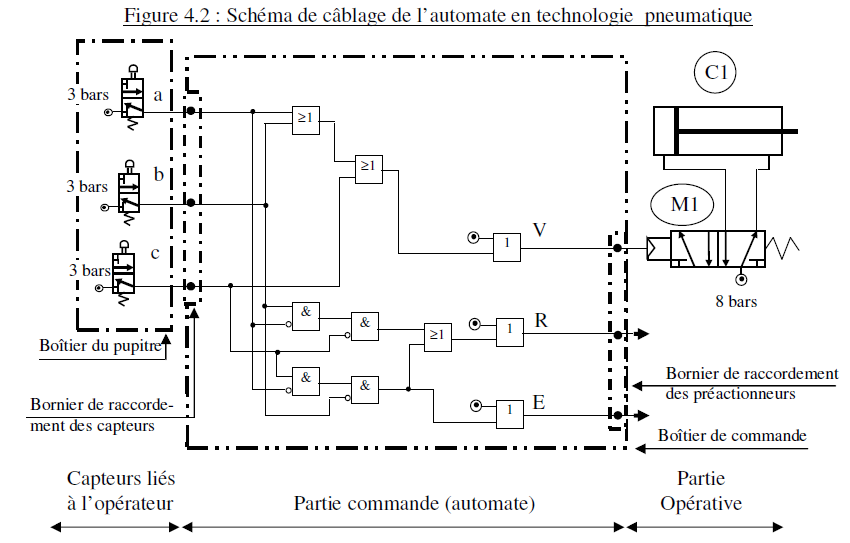 Figure 4.2 : Schéma de câblage de l'automate en technologie pneumatique
C1
3 bars
a
≥1
≥1
3 bars
b
M1
1
V
3 bars
c
8 bars
&
&
≥1
1
R
Boîtier du pupitre
&
&
1
E
Bornier de raccordement
des préactionneurs
Bornier de raccorde-
ment des capteurs
Boîtier de commande
Capteurs liés
à l'opérateur
Partie commande (automate)
Partie
Opérative